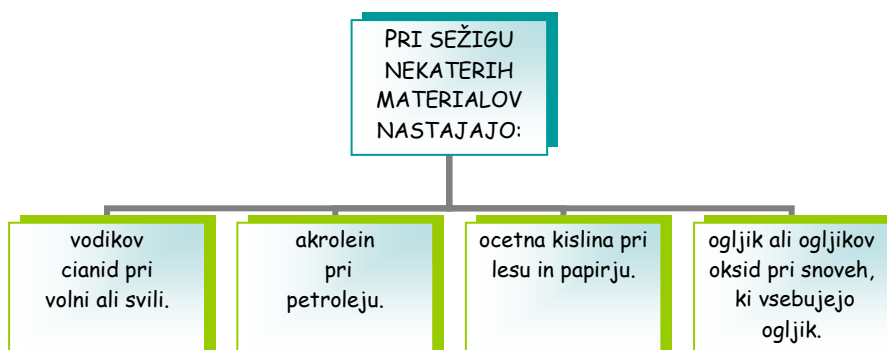 PRI SEŽIGU
NEKATERIH
MATERIALOV
NASTAJAJO:
vodikov
cianid pri
volni ali svili.
akrolein
pri
petroleju.
ocetna kislina pri
lesu in papirju.
ogljik ali ogljikov
oksid pri snoveh,
ki vsebujejo
ogljik.